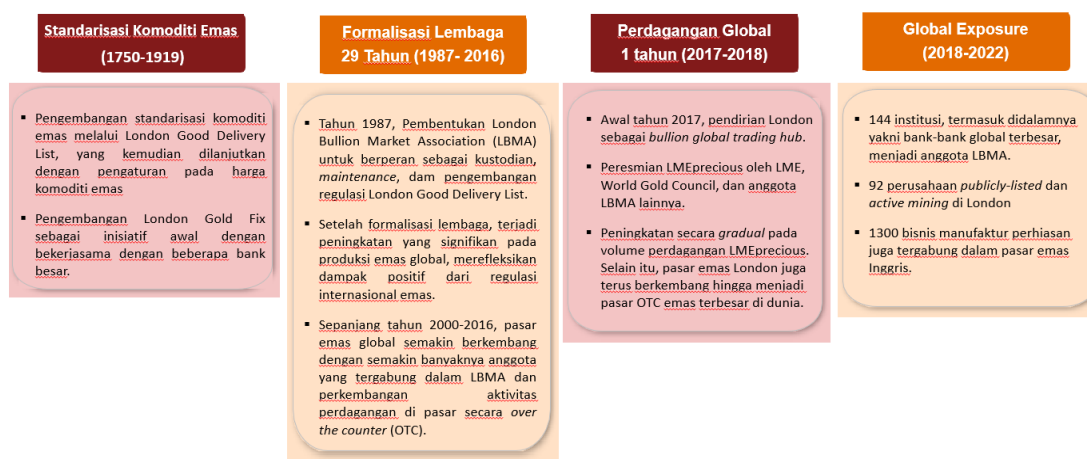 Standarisasi Komoditi Emas
(1750-1919)
Pengembangan standarisasi komoditi
emas melalui London Good Delivery
List, yang kemudian dilanjutkan
dengan pengaturan pada harga
komoditi emas
Pengembangan London Gold Fix
sebagai inisiatif awal dengan
bekerjasama dengan beberapa bank
besar.
Formalisasi Lembaga
29 Tahun (1987- 2016)
Tahun 1987, Pembentukan London
Bullion Market Association (LBMA)
untuk berperan sebagai kustodian,
maintenance, dam pengembangan
regulasi London Good Delivery List.
Setelah formalisasi lembaga, terjadi
peningkatan yang signifikan pada
produksi emas global, merefleksikan
dampak positif dari regulasi
internasional emas.
Sepanjang tahun 2000-2016, pasar
emas global semakin berkembang
dengan semakin banyaknya anggota
yang tergabung dalam LBMA dan
perkembangan aktivitas
perdagangan di pasar secara over
the counter (OTC).
Perdagangan Global
1 tahun (2017-2018)
Awal tahun 2017, pendirian London
sebagai bullion global trading hub.
Peresmian LMEprecious oleh LME,
World Gold Council, dan anggota
LBMA lainnya.
Peningkatan secara gradual pada
volume perdagangan LMEprecious.
Selain itu, pasar emas London juga
terus berkembang hingga menjadi
pasar OTC emas terbesar di dunia.
Global Exposure
(2018-2022)
144 institusi, termasuk didalamnya
yakni bank-bank global terbesar,
menjadi anggota LBMA.
92 perusahaan publicly-listed dan
active mining di London
1300 bisnis manufaktur perhiasan
juga tergabung dalam pasar emas
Inggris.